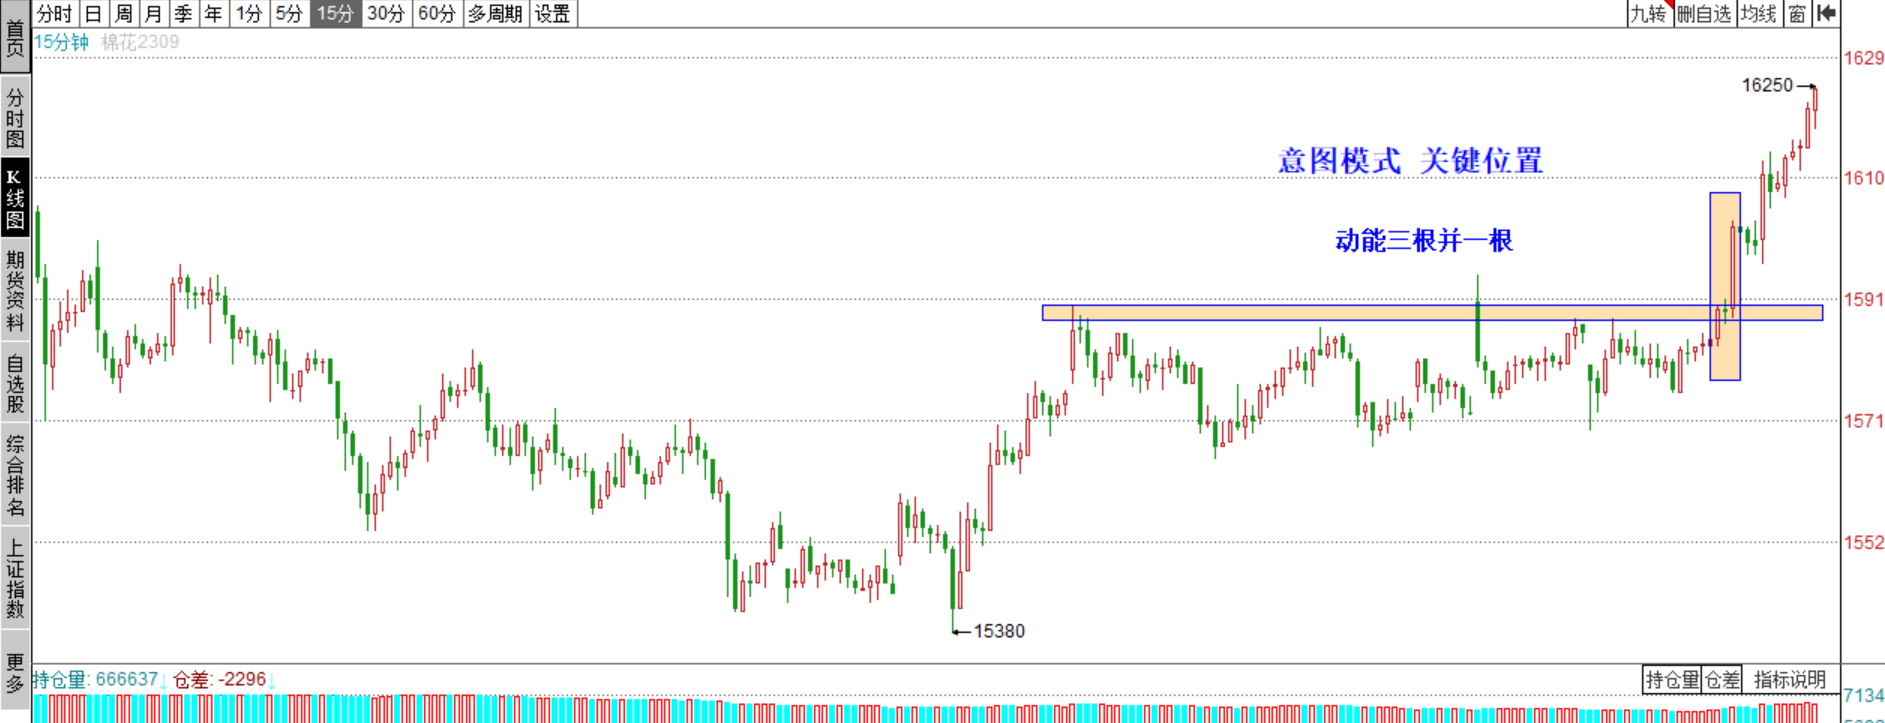 分时 日 周 月 季 年 1分 5分 15分 30分 60分 多周期 设置
九转 删自选 均线 窗
15分钟 棉花2309
首页
分时图
K线图
期货资料
自选股
综合排名
上证指数
更多
1629
16250
意图模式 关键位置
1610
动能三根并一根
1591
1571
1552
15380
持仓量: 666637↓ 仓差: -2296↓
持仓量 仓差 指标说明
7134